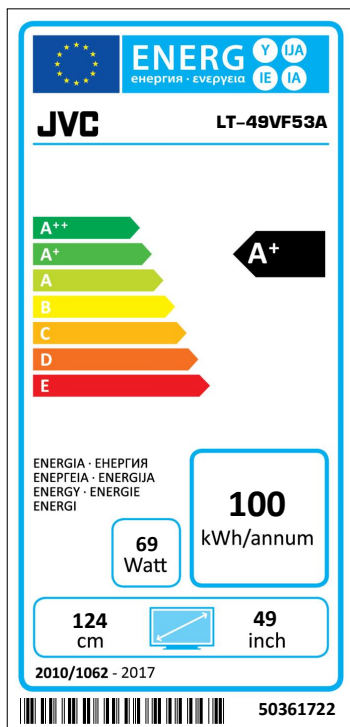 ENERG Y IJA
енергия · ενεργεια IE IA
JVC LT-49VF53A
A++
A+ A+
A
B
C
D
E
ENERGIA · ЕНЕРГИЯ
ΕΝΕΡΓΕΙΑ · ENERGIJA
ENERGY · ENERGIE
ENERGI
100
kWh/annum
69
Watt
124 49
cm inch
2010/1062 - 2017
50361722